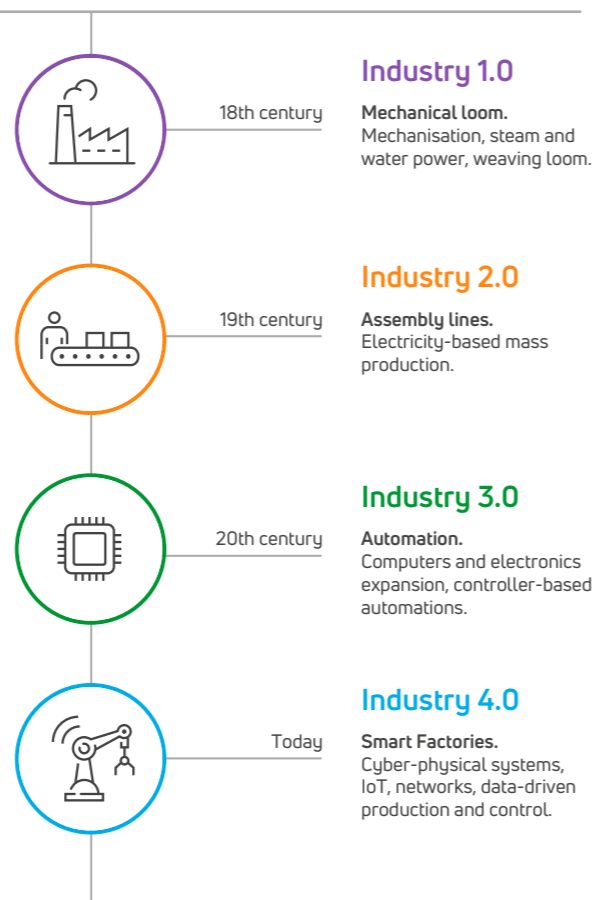 Industry 1.0
18th century
Mechanical loom.
Mechanisation, steam and
water power, weaving loom.
Industry 2.0
19th century
Assembly lines.
Electricity-based mass
production.
Industry 3.0
20th century
Automation.
Computers and electronics
expansion, controller-based
automations.
Industry 4.0
Today
Smart Factories.
Cyber-physical systems,
IoT, networks, data-driven
production and control.